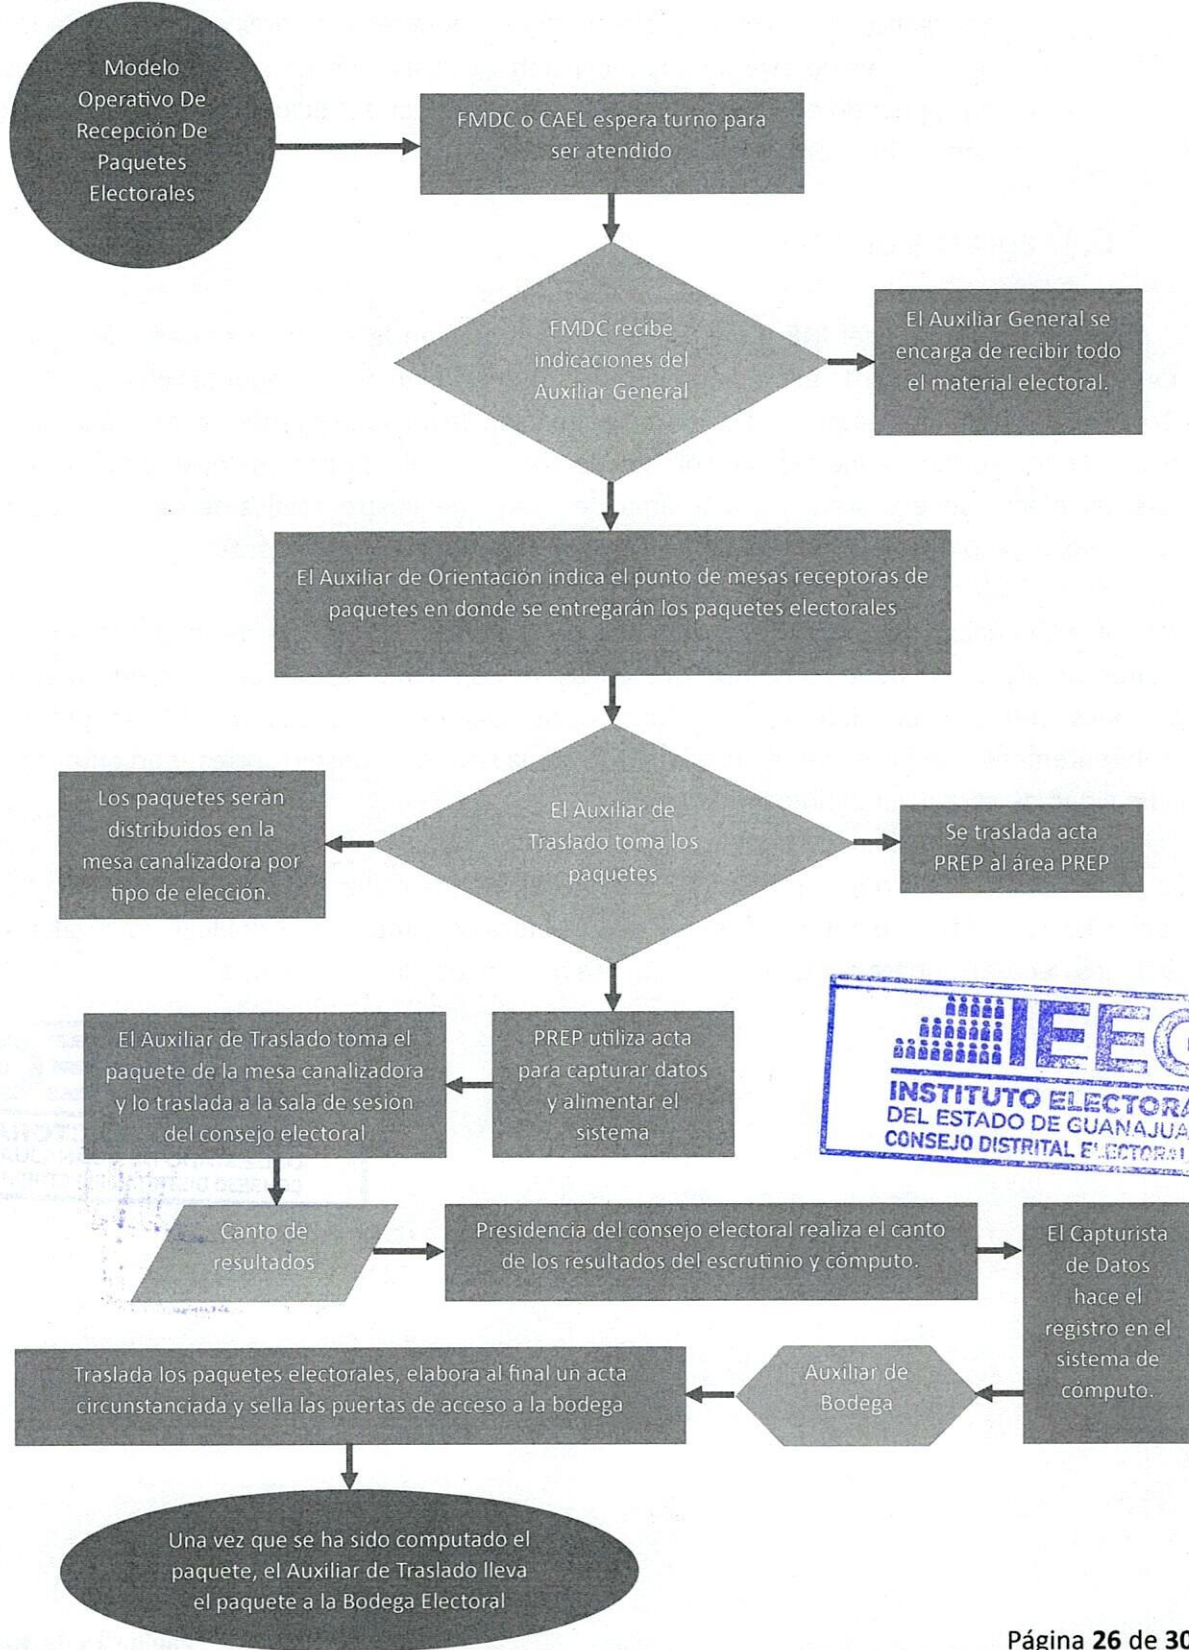 Modelo
Operativo De
Recepción De
Paquetes
Electorales
FMDC o CAEL espera turno para
ser atendido
FMDC recibe
indicaciones del
Auxiliar General
El Auxiliar General se
encarga de recibir todo
el material electoral.
El Auxiliar de Orientación indica el punto de mesas receptoras de
paquetes en donde se entregarán los paquetes electorales
Los paquetes serán
distribuidos en la
mesa canalizadora por
tipo de elección.
El Auxiliar de
Traslado toma los
paquetes
Se traslada acta
PREP al área PREP
El Auxiliar de Traslado toma el
paquete de la mesa canalizadora
y lo traslada a la sala de sesión
del consejo electoral
PREP utiliza acta
para capturar datos
y alimentar el
sistema
IEEG
INSTITUTO ELECTORA
DEL ESTADO DE GUANAJUA
CONSEJO DISTRITAL ELECTORAL
Canto de
resultados
Presidencia del consejo electoral realiza el canto
de los resultados del escrutinio y cómputo.
El Capturista
de Datos
hace el
registro en el
sistema de
cómputo.
Traslada los paquetes electorales, elabora al final un acta
circunstanciada y sella las puertas de acceso a la bodega
Auxiliar de
Bodega
Una vez que se ha sido computado el
paquete, el Auxiliar de Traslado lleva
el paquete a la Bodega Electoral
Página 26 de 30